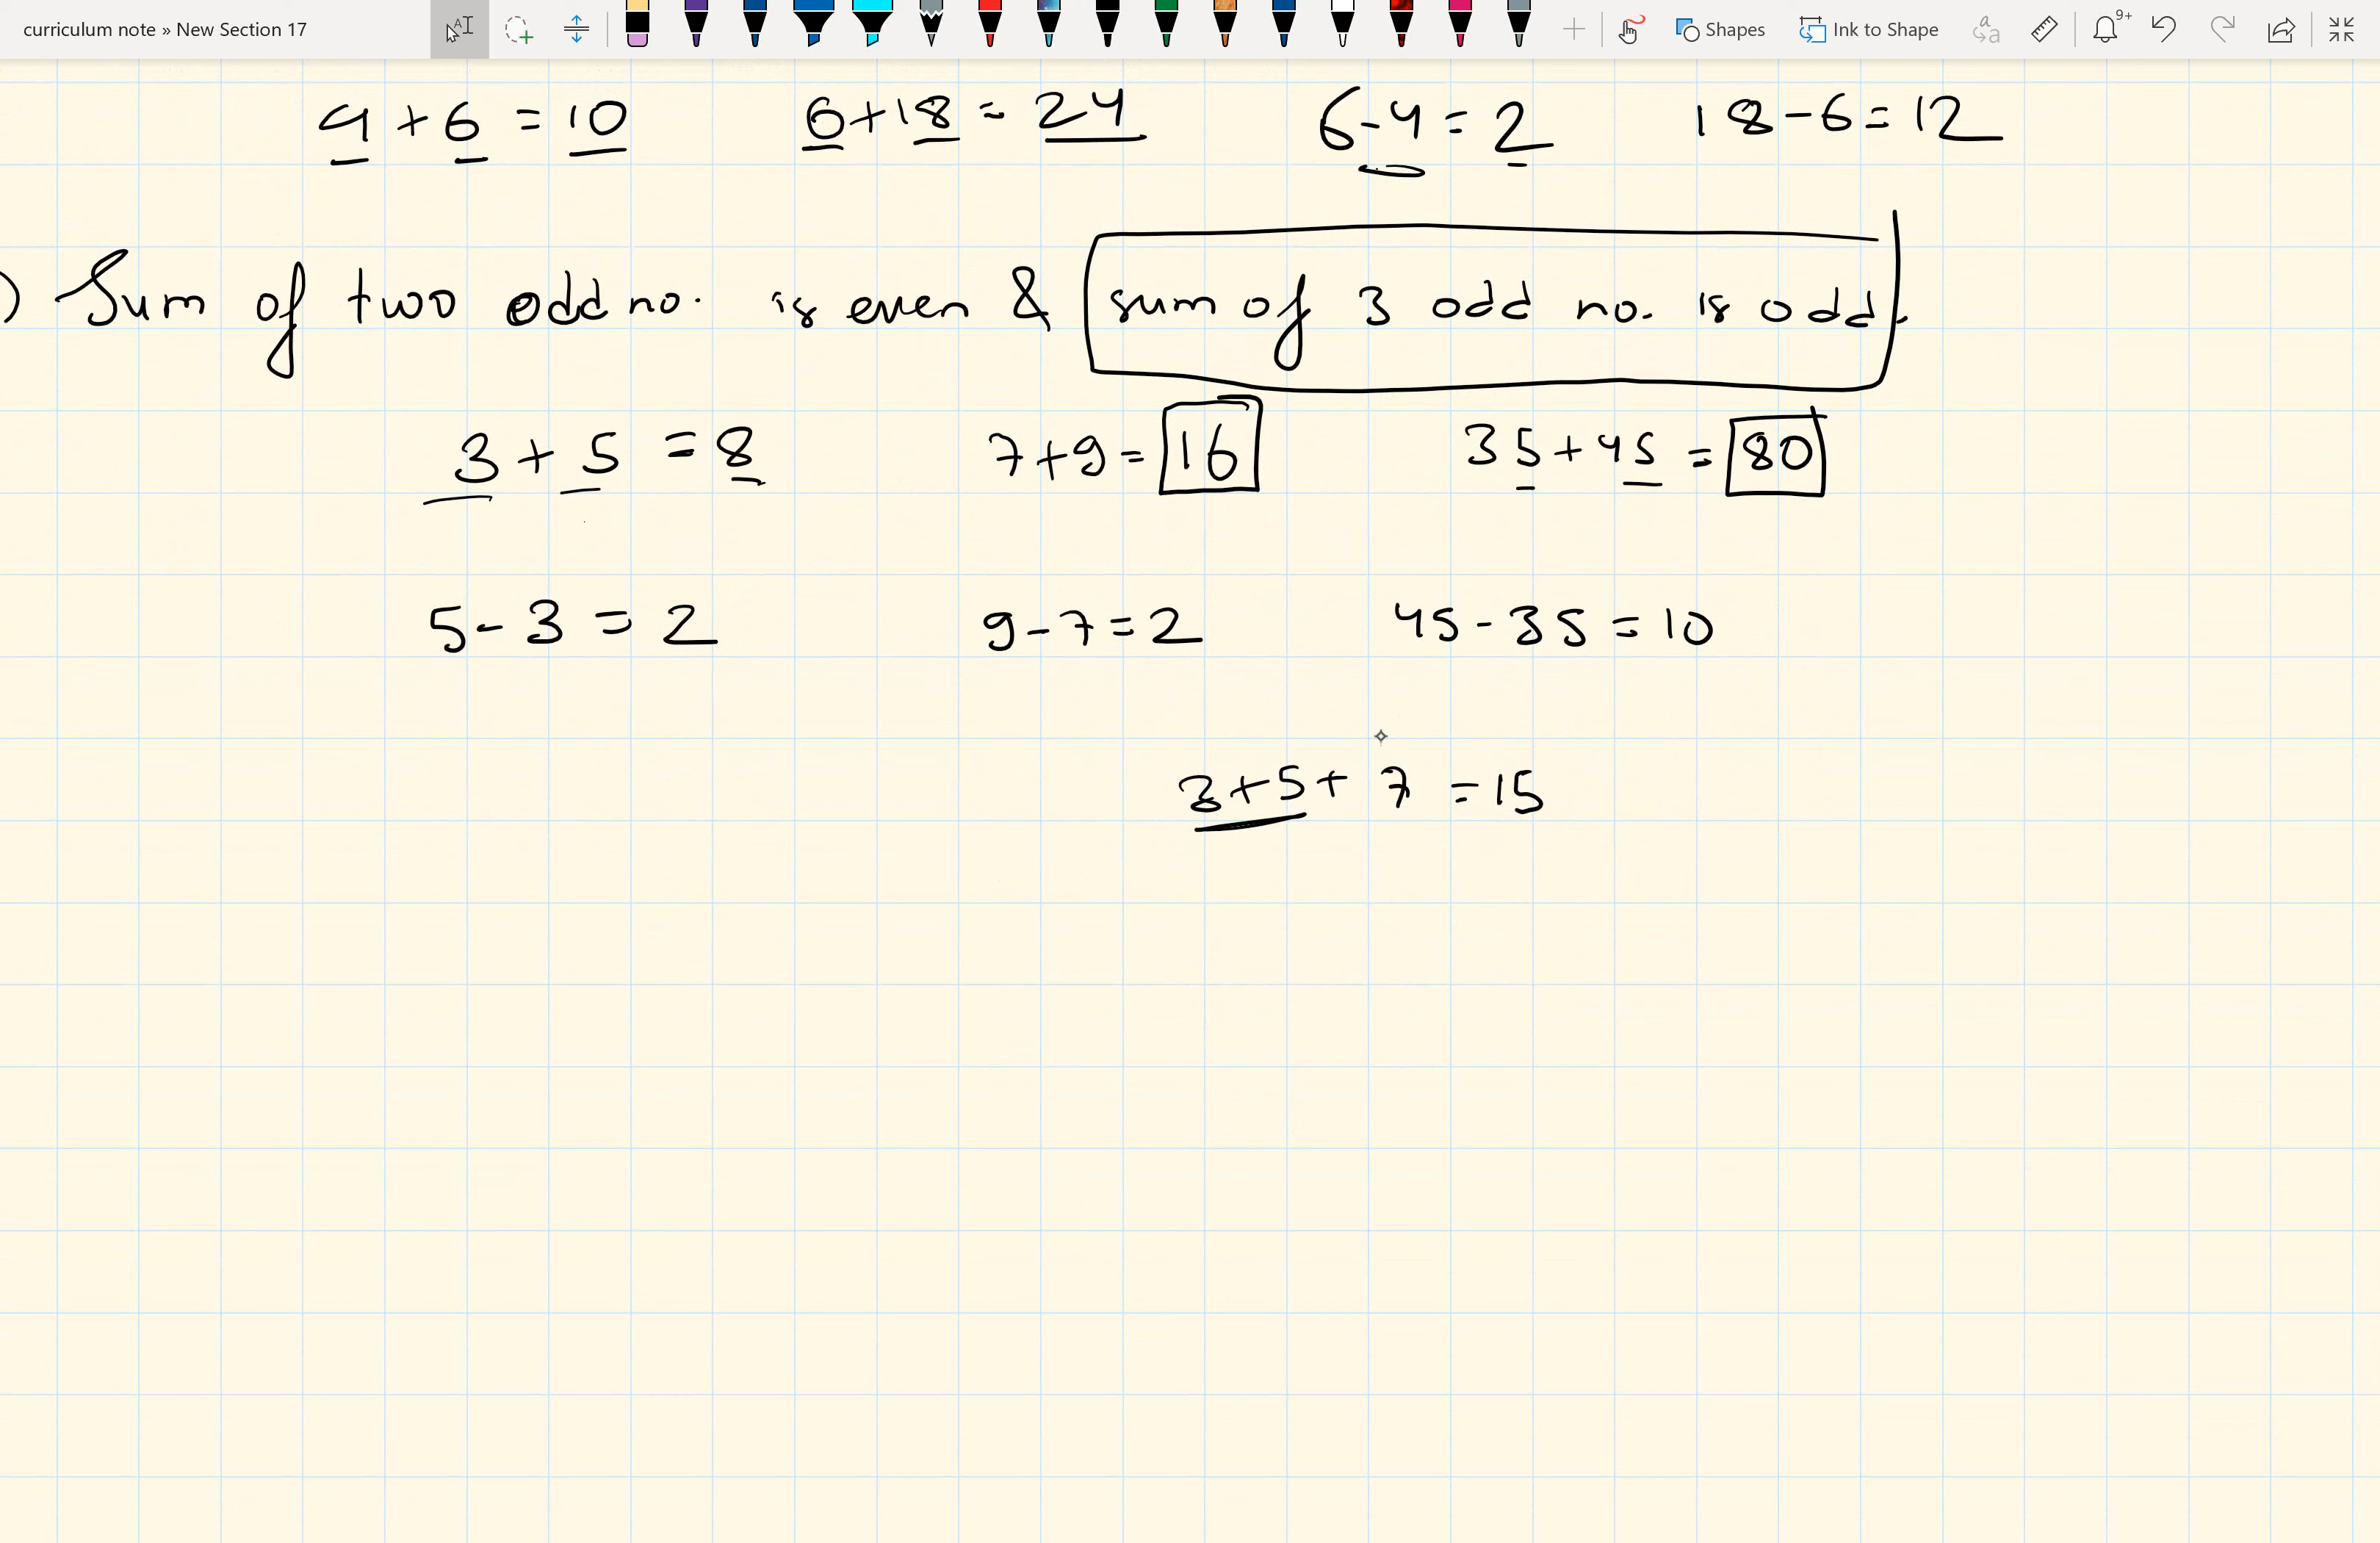 curriculum note » New Section 17 Shapes Ink to Shape 9+
4 + 6 = 10 6+18 = 24 6-4 = 2 18-6=12
) Sum of two odd no. is even & sum of 3 odd no. is odd.
3 + 5 = 8 7+9= 16 35+45 = 80
5-3 = 2 9-7=2 45-35=10
3+5+ 7 =15